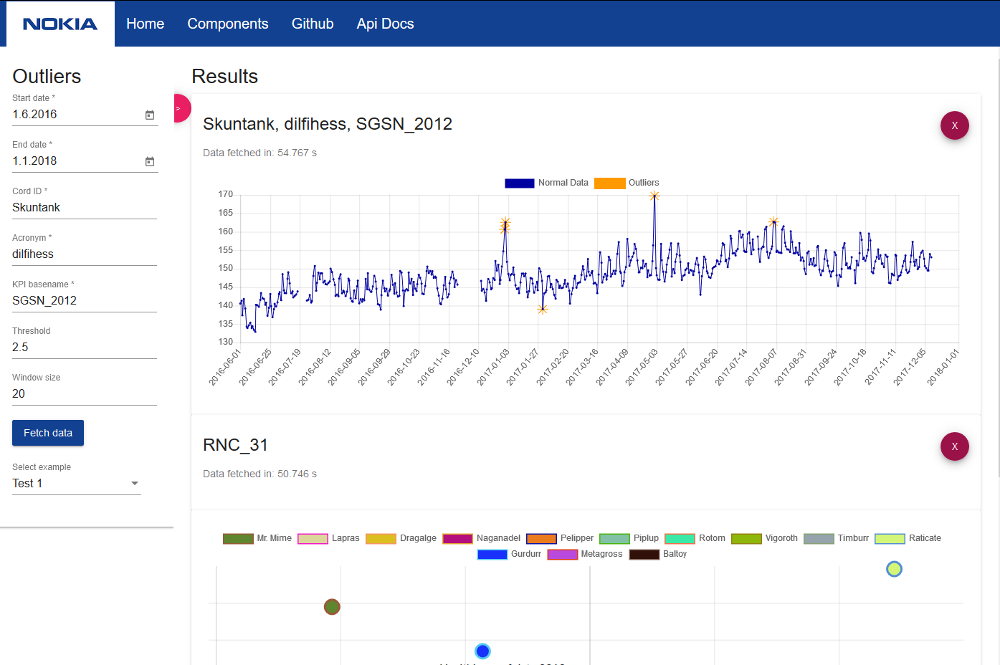 NOKIA Home Components Github Api Docs
Outliers
Start date *
1.6.2016
End date *
1.1.2018
Cord ID *
Skuntank
Acronym *
dilfihess
KPI basename *
SGSN_2012
Threshold
2.5
Window size
20
Fetch data
Select example
Test 1
>
Results
Skuntank, dilfihess, SGSN_2012
X
Data fetched in: 54.767 s
Normal Data Outliers
170
165
160
155
150
145
140
135
130
2016-06-01 2016-06-25 2016-07-19 2016-08-12 2016-09-05 2016-09-29 2016-10-23 2016-11-16 2016-12-10 2017-01-03 2017-01-27 2017-02-20 2017-03-16 2017-04-09 2017-05-03 2017-05-27 2017-06-20 2017-07-14 2017-08-07 2017-08-31 2017-09-24 2017-10-18 2017-11-11 2017-12-05 2018-01-01
RNC_31
X
Data fetched in: 50.746 s
Mr. Mime Lapras Dragalge Naganadel Pelipper Piplup Rotom Vigoroth Timburr Raticate
Gurdurr Metagross Baltoy